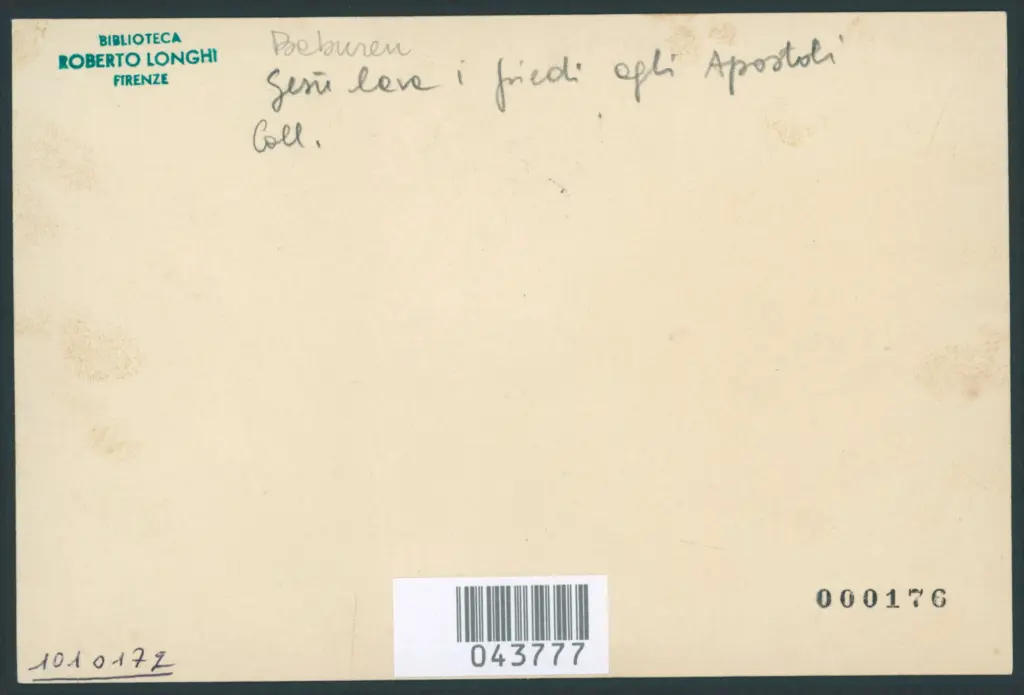 BIBLIOTECA
ROBERTO LONGHI
FIRENZE
Baburen
Gesù lava i piedi agli Apostoli
Coll.
000176
043777
1010172